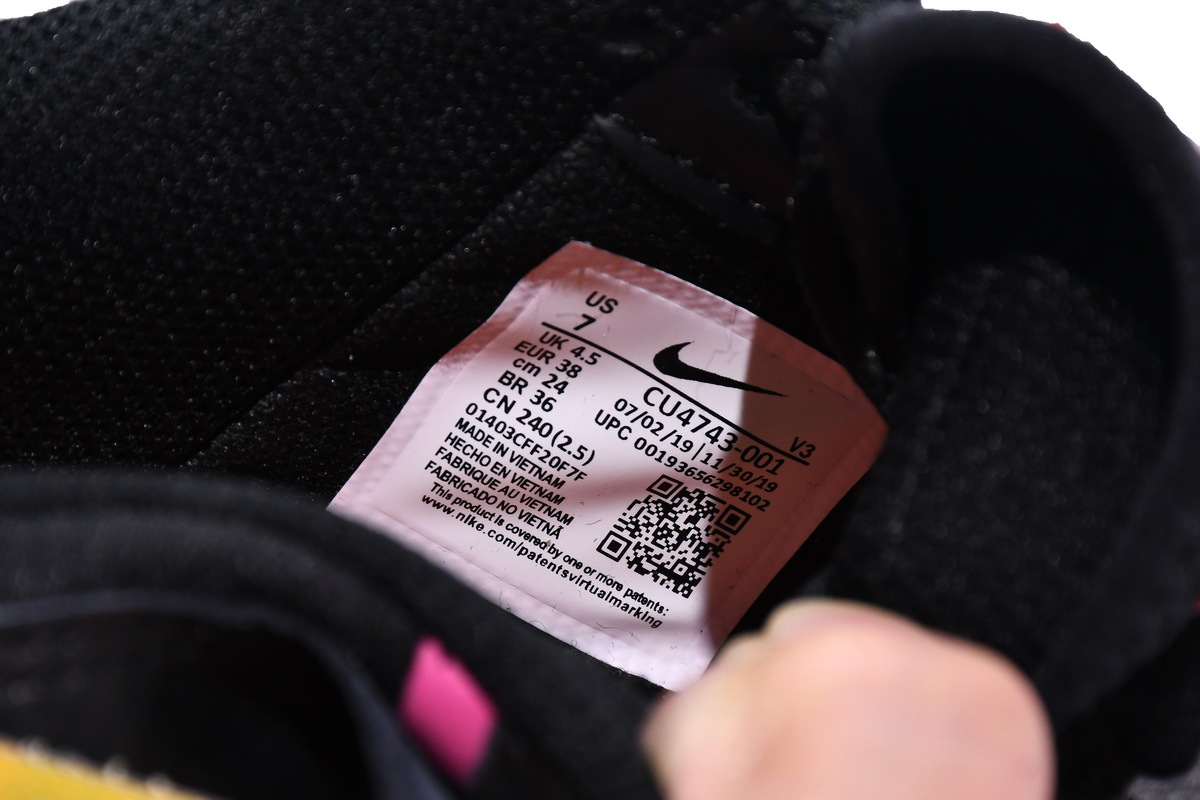 US
7
UK 4.5
EUR 38
cm 24
BR 36
CN 240(2.5)
01403CFF20F7F
MADE IN VIETNAM
HECHO EN VIETNAM
FABRIQUE AU VIETNAM
FABRICADO NO VIETNÃ
This product is covered by one or more patents:
www.nike.com/patentsvirtualmarking
V3
CU4743-001
07/02/19|11/30/19
UPC 00193656298102